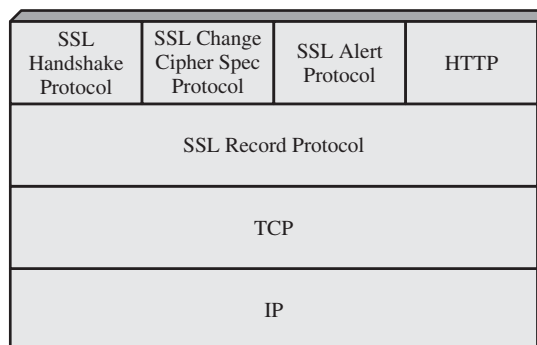 SSL
Handshake
Protocol
SSL Change
Cipher Spec
Protocol
SSL Alert
Protocol
HTTP
SSL Record Protocol
TCP
IP